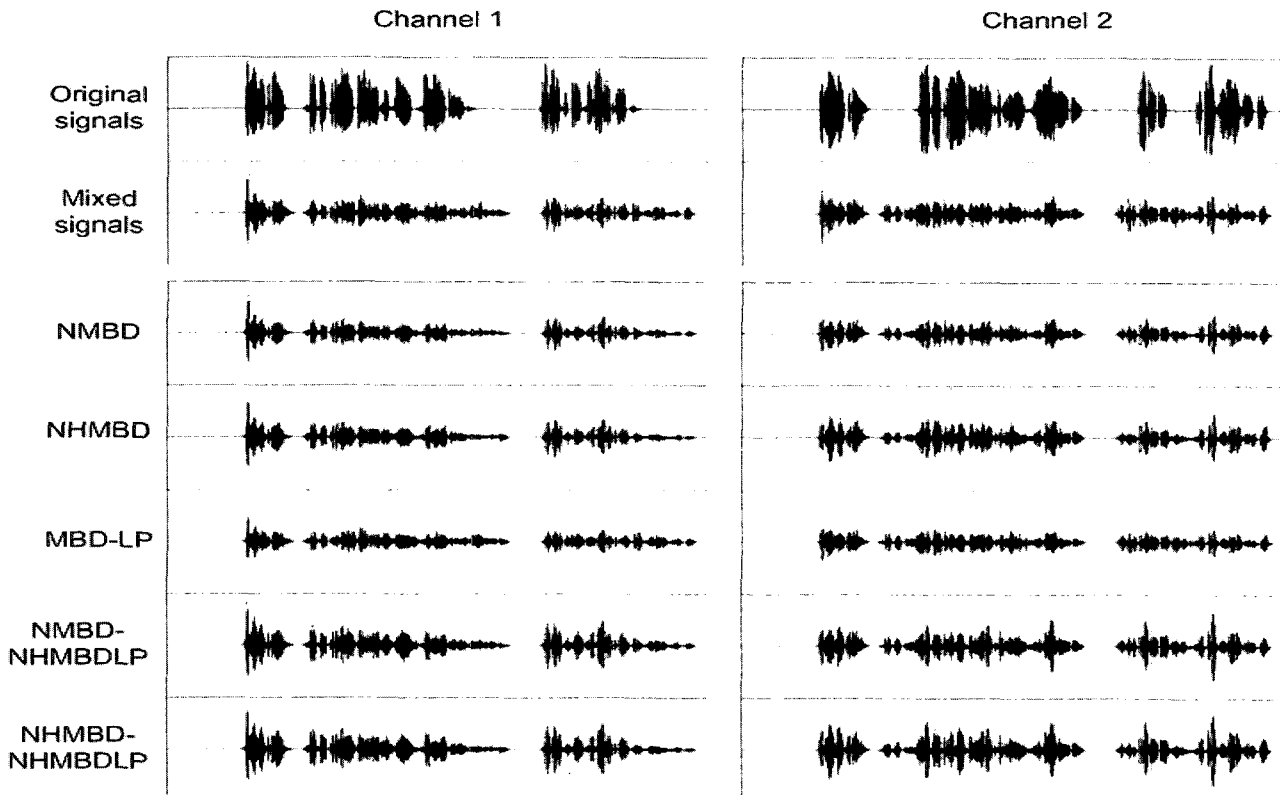 Channel 1
Channel 2
Original
signals
Mixed
signals
NMBD
NHMBD
MBD-LP
NMBD-
NHMBDLP
NHMBD-
NHMBDLP